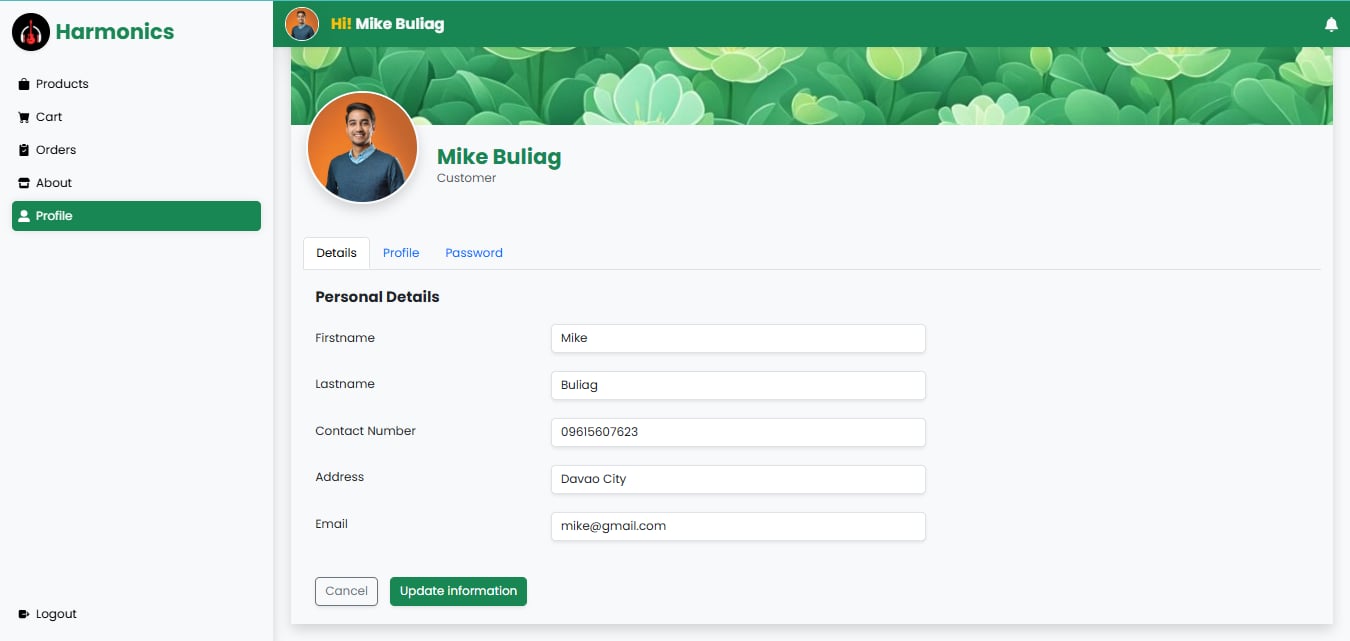 Harmonics
Products
Cart
Orders
About
Profile
Logout
Hi! Mike Buliag
Mike Buliag
Customer
Details Profile Password
Personal Details
Firstname Mike
Lastname Buliag
Contact Number 09615607623
Address Davao City
Email mike@gmail.com
Cancel Update information